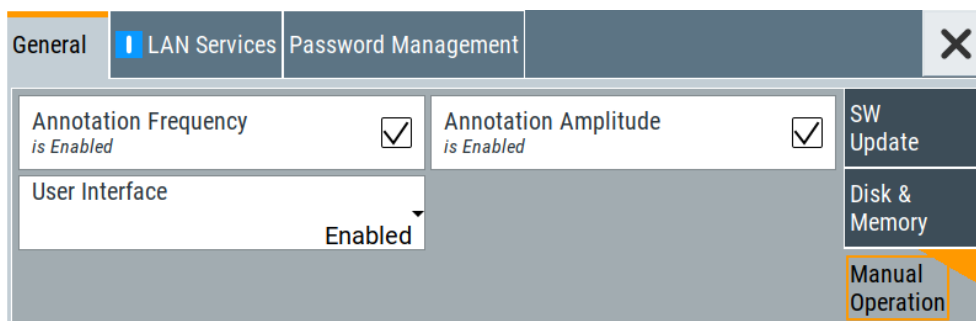 General
LAN Services
Password Management
Annotation Frequency
is Enabled
Annotation Amplitude
is Enabled
User Interface
Enabled
SW
Update
Disk &
Memory
Manual
Operation